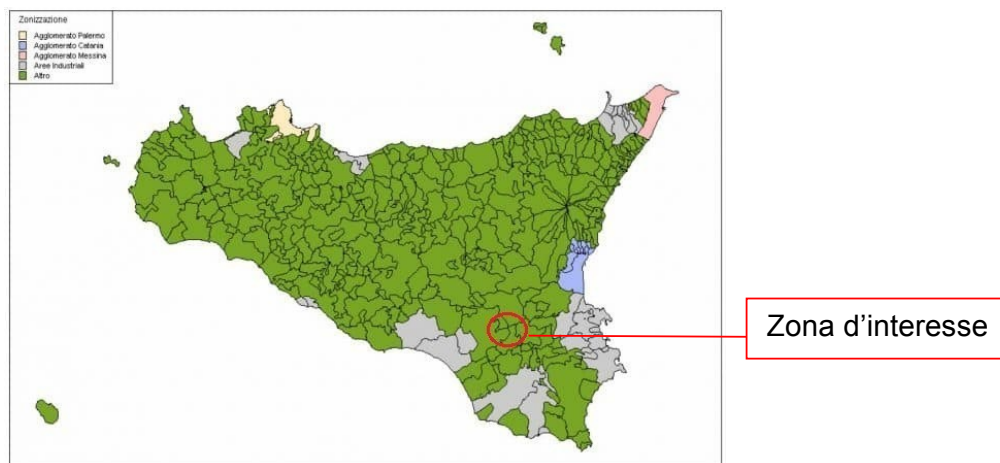 Zonizzazione
Agglomerato Palermo
Agglomerato Catania
Agglomerato Messina
Aree Industriali
Altro
Zona d’interesse